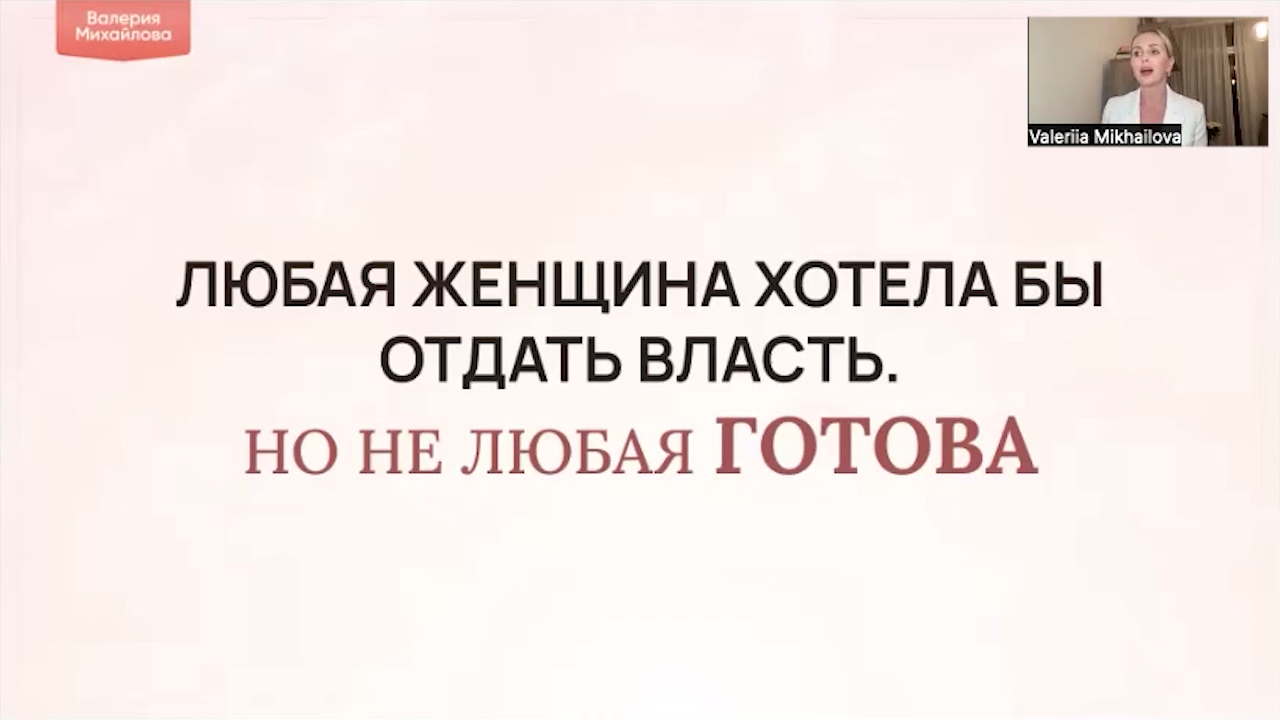 Валерия
Михайлова
Valeriia Mikhailova
ЛЮБАЯ ЖЕНЩИНА ХОТЕЛА БЫ
ОТДАТЬ ВЛАСТЬ.
НО НЕ ЛЮБАЯ ГОТОВА